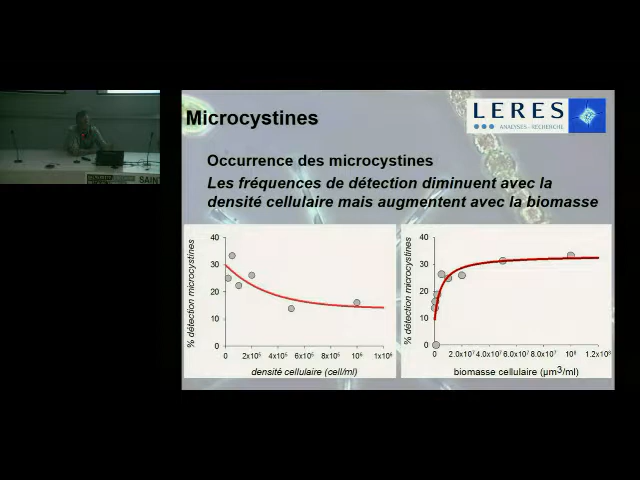 LERES
ANALYSES - RECHERCHE
Microcystines
Occurrence des microcystines
Les fréquences de détection diminuent avec la
densité cellulaire mais augmentent avec la biomasse
% détection microcystines
40
30
20
10
0
0
2x10⁵
4x10⁵
6x10⁵
8x10⁵
10⁶
1x10⁶
densité cellulaire (cell/ml)
% détection microcystines
40
30
20
10
0
0
2.0x10⁷
4.0x10⁷
6.0x10⁷
8.0x10⁷
10⁸
1.2x10⁸
biomasse cellulaire (µm³/ml)
SAIN